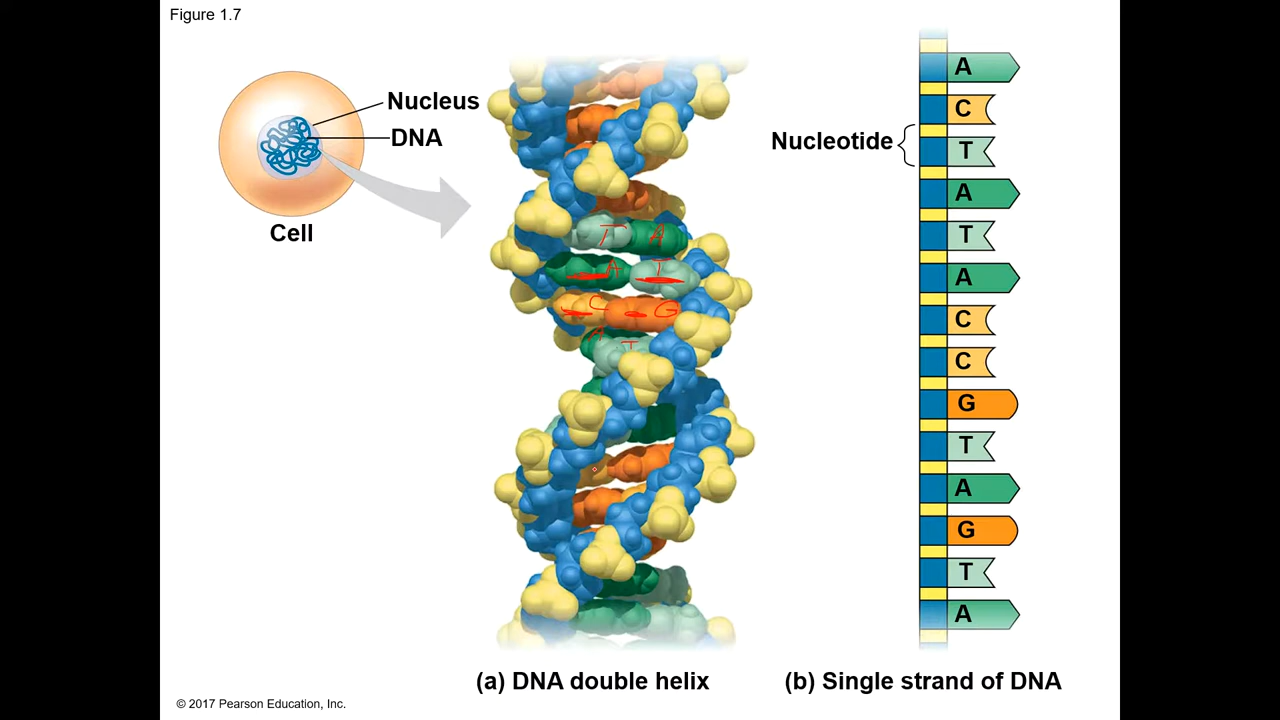 Figure 1.7
Nucleus
DNA
Cell
T A
A T
C G
A
T
Nucleotide
A
C
T
A
T
A
C
C
G
T
A
G
T
A
(a) DNA double helix
(b) Single strand of DNA
© 2017 Pearson Education, Inc.